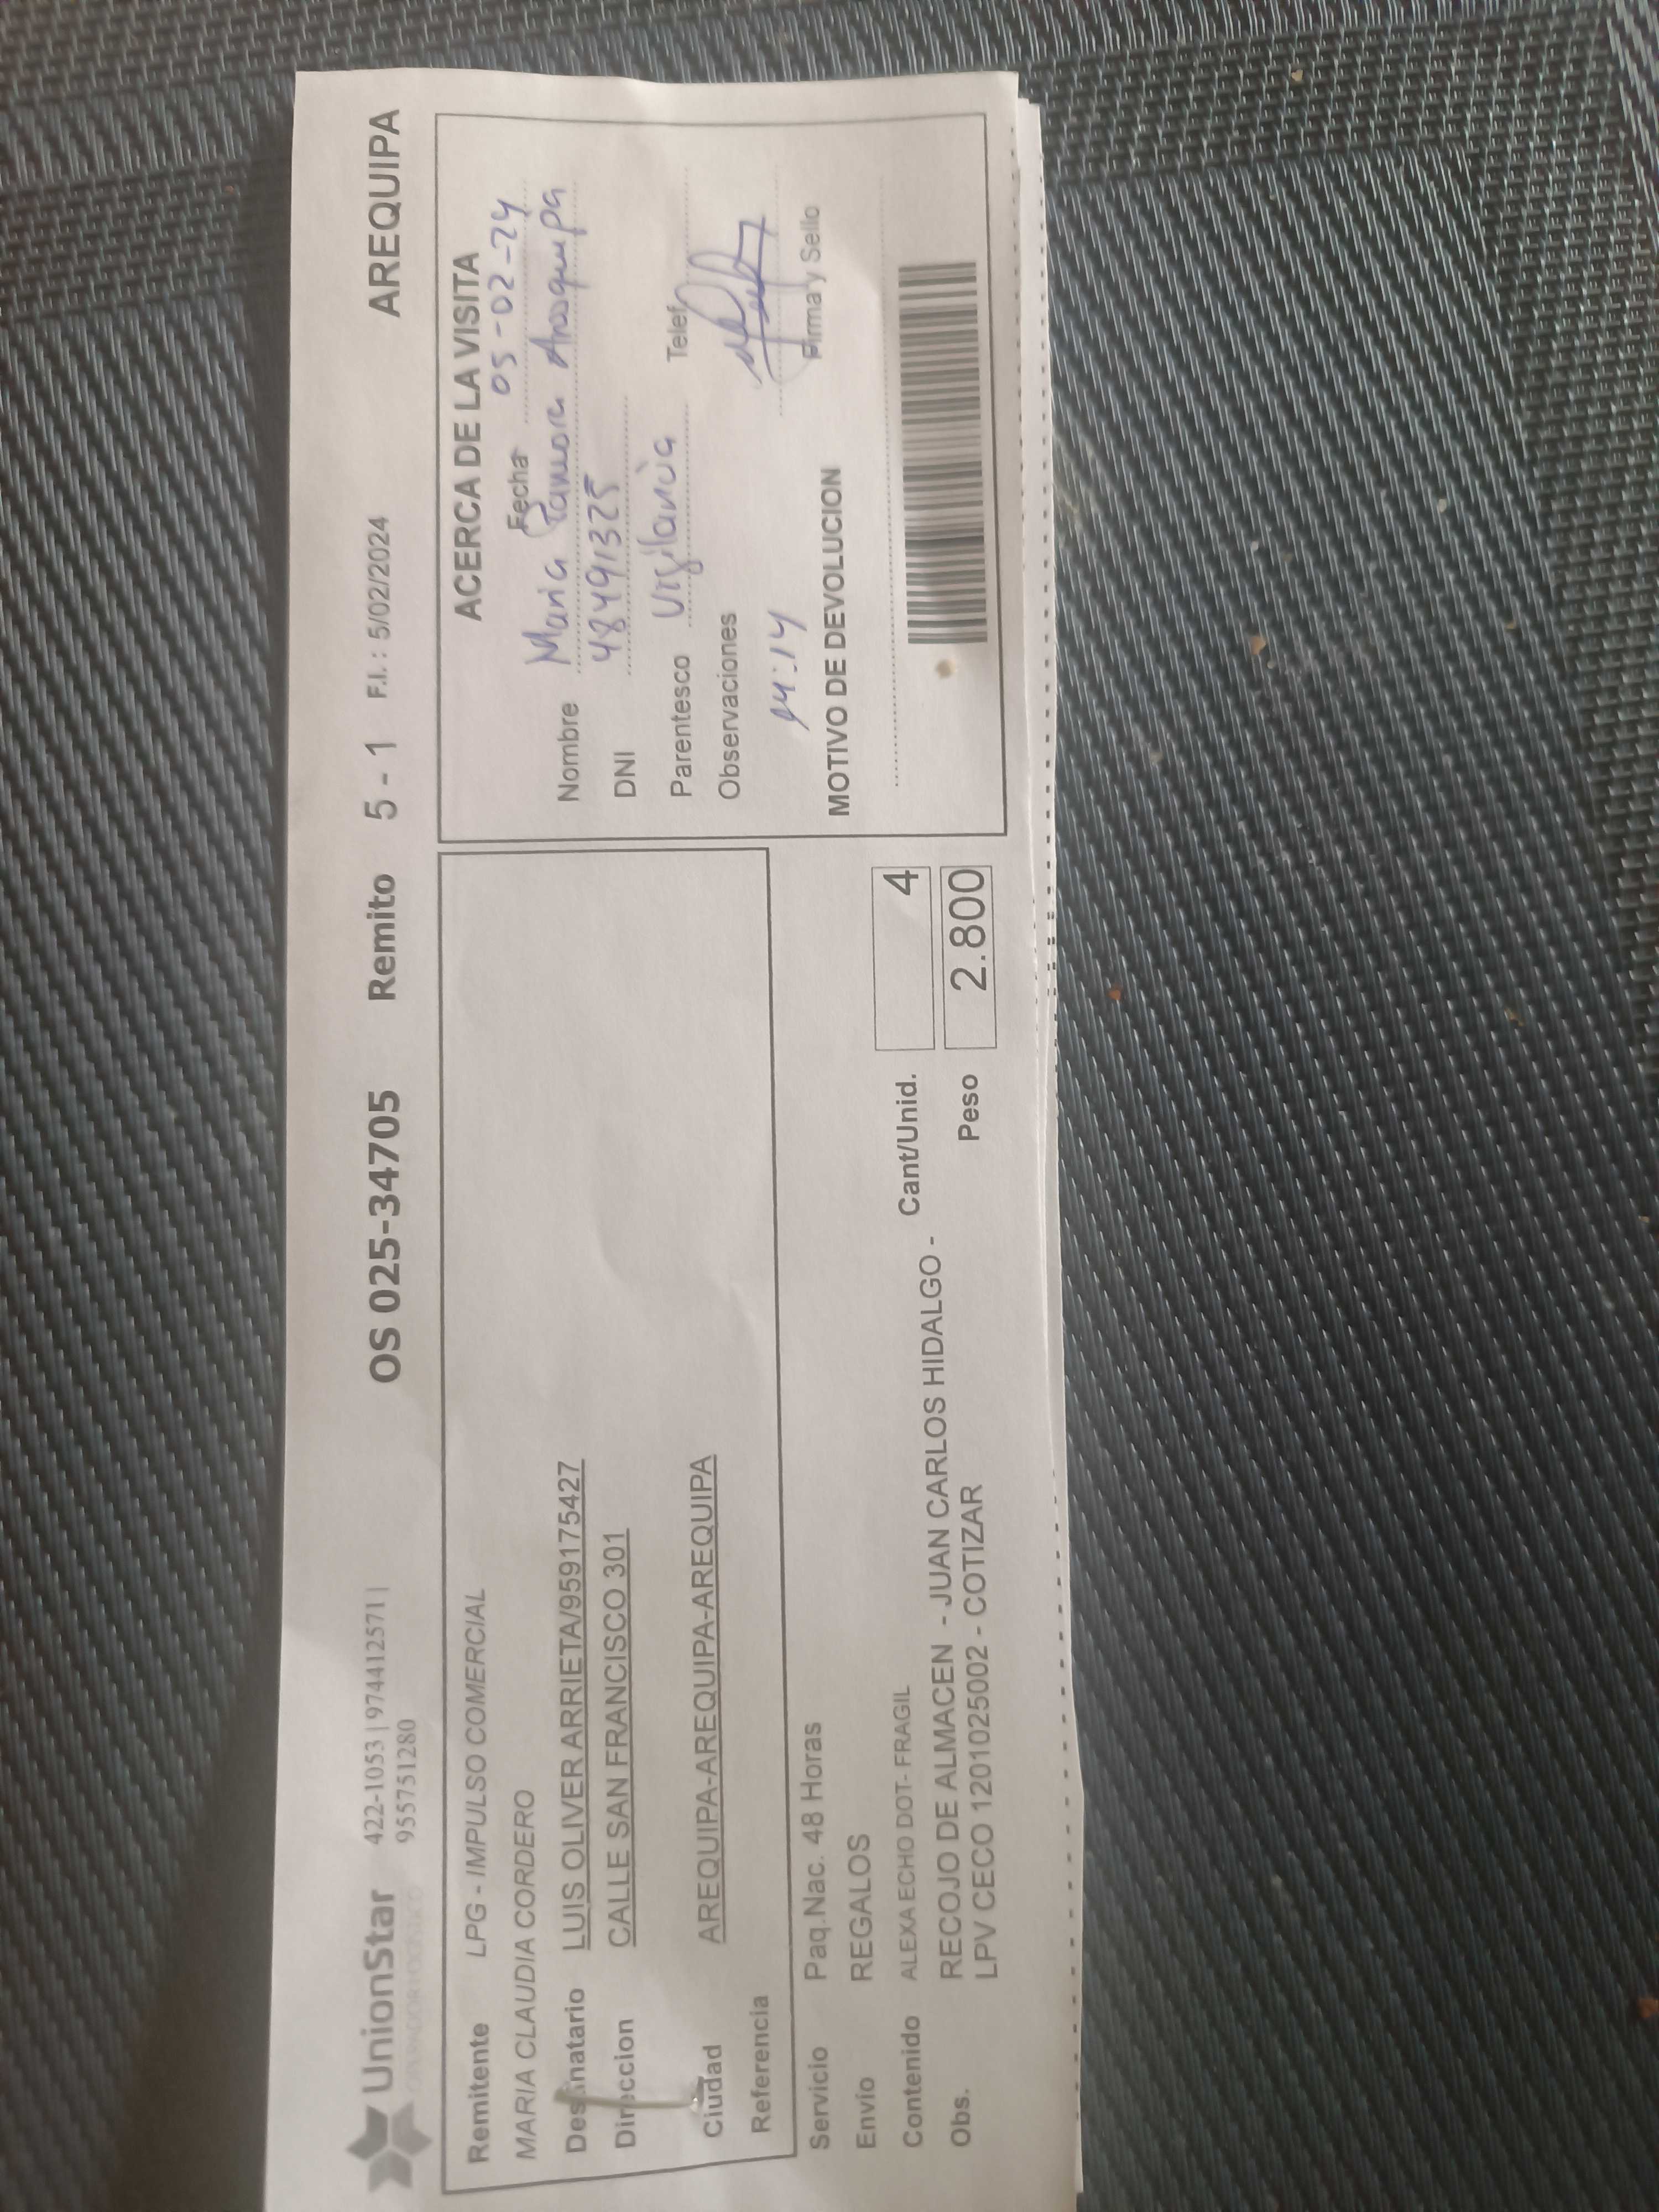 UnionStar 422-1053 | 974412571 | 955751280 OS 025-34705 Remito 5 - 1 F.I. : 5/02/2024 AREQUIPA
Remitente LPG - IMPULSO COMERCIAL
MARIA CLAUDIA CORDERO
Destinatario LUIS OLIVER ARRIETA/959175427
Direccion CALLE SAN FRANCISCO 301
Ciudad AREQUIPA-AREQUIPA-AREQUIPA
Referencia
Servicio Paq.Nac. 48 Horas
Envío REGALOS
Contenido ALEXA ECHO DOT- FRAGIL
Obs. RECOJO DE ALMACEN - JUAN CARLOS HIDALGO -
LPV CECO 1201025002 - COTIZAR
Cant/Unid. 4
Peso 2.800
ACERCA DE LA VISITA
Fecha 05-02-24
Nombre Maria
DNI 48491325
Parentesco Vigilancia Telef.
Observaciones
Firma y Sello
MOTIVO DE DEVOLUCION